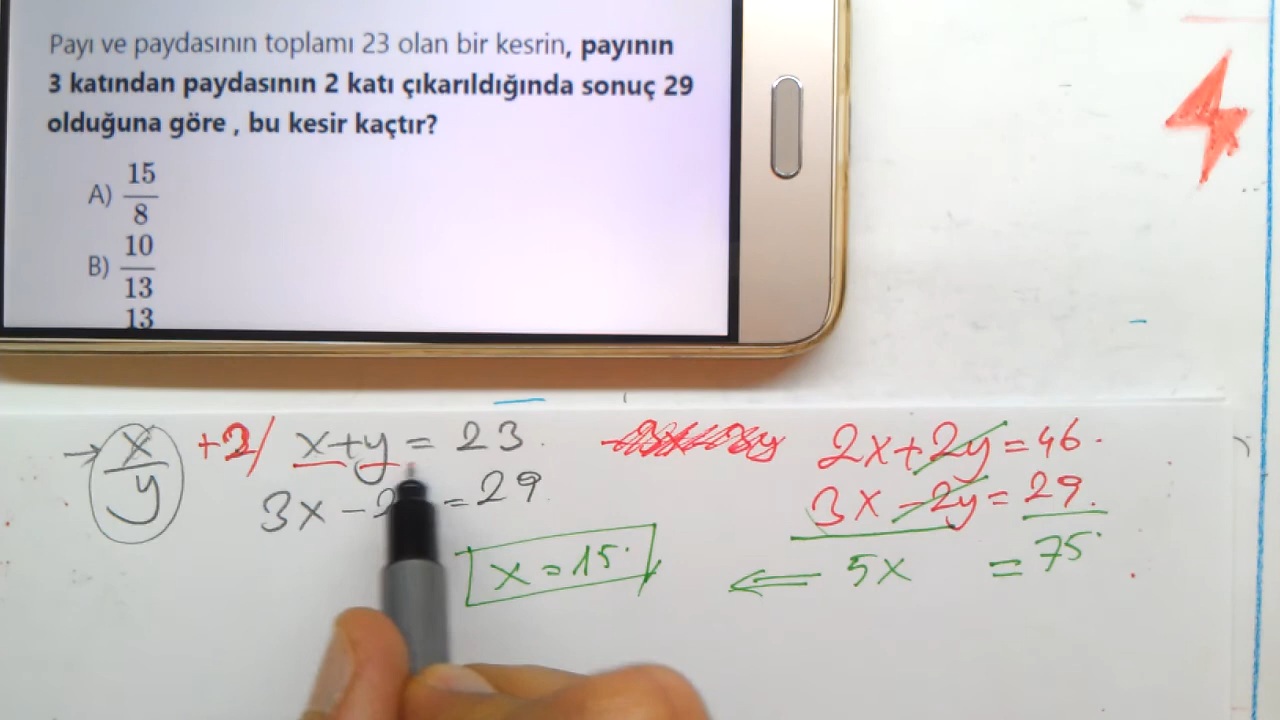 Payı ve paydasının toplamı 23 olan bir kesrin, payının
3 katından paydasının 2 katı çıkarıldığında sonuç 29
olduğuna göre , bu kesir kaçtır?
A) 15/8
B) 10/13
13
x/y
+2/ x+y=23
3x-2 =29
x=15
2x+2y=46
3x-2y=29
5x =75